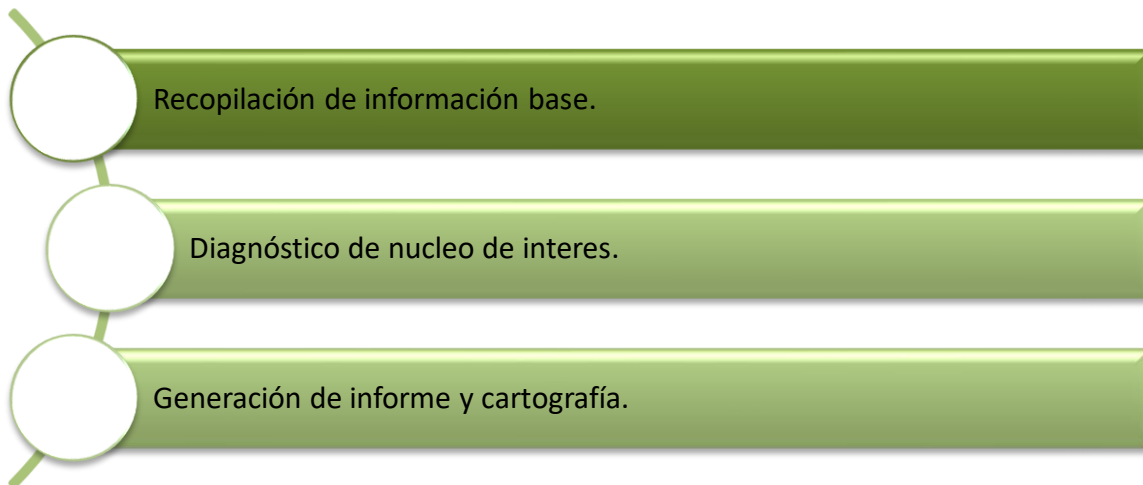 Recopilación de información base.
Diagnóstico de nucleo de interes.
Generación de informe y cartografía.